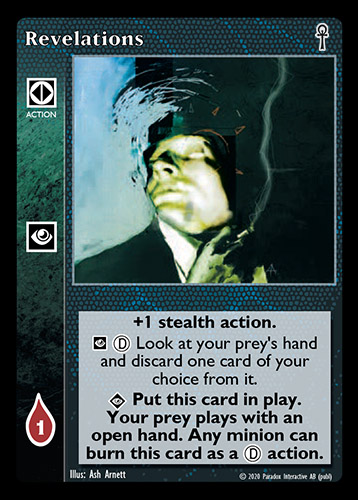 Revelations
ACTION
+1 stealth action.
D Look at your prey's hand
and discard one card of your
choice from it.
Put this card in play.
Your prey plays with an
open hand. Any minion can
burn this card as a D action.
1
Illus: Ash Arnett
© 2020 Paradox Interactive AB (publ)